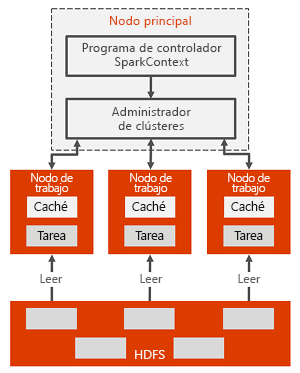 Nodo principal
Programa de controlador
SparkContext
Administrador
de clústeres
Nodo de
trabajo
Caché
Tarea
Nodo de
trabajo
Caché
Tarea
Nodo de
trabajo
Caché
Tarea
Leer
Leer
Leer
HDFS